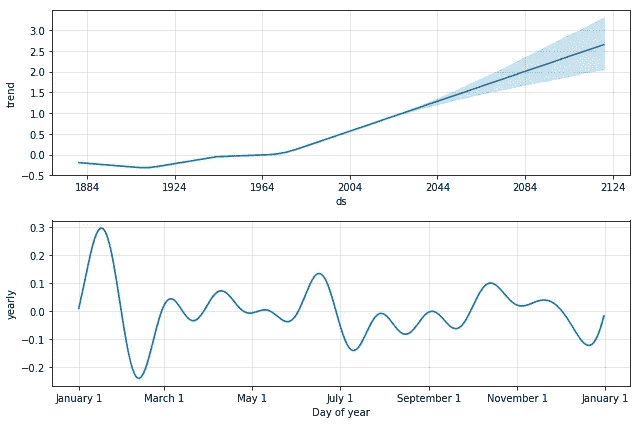 3.0
2.5
2.0
1.5
1.0
0.5
0.0
−0.5
trend
1884 1924 1964 2004 2044 2084 2124
ds
0.3
0.2
0.1
0.0
−0.1
−0.2
yearly
January 1 March 1 May 1 July 1 September 1 November 1 January 1
Day of year